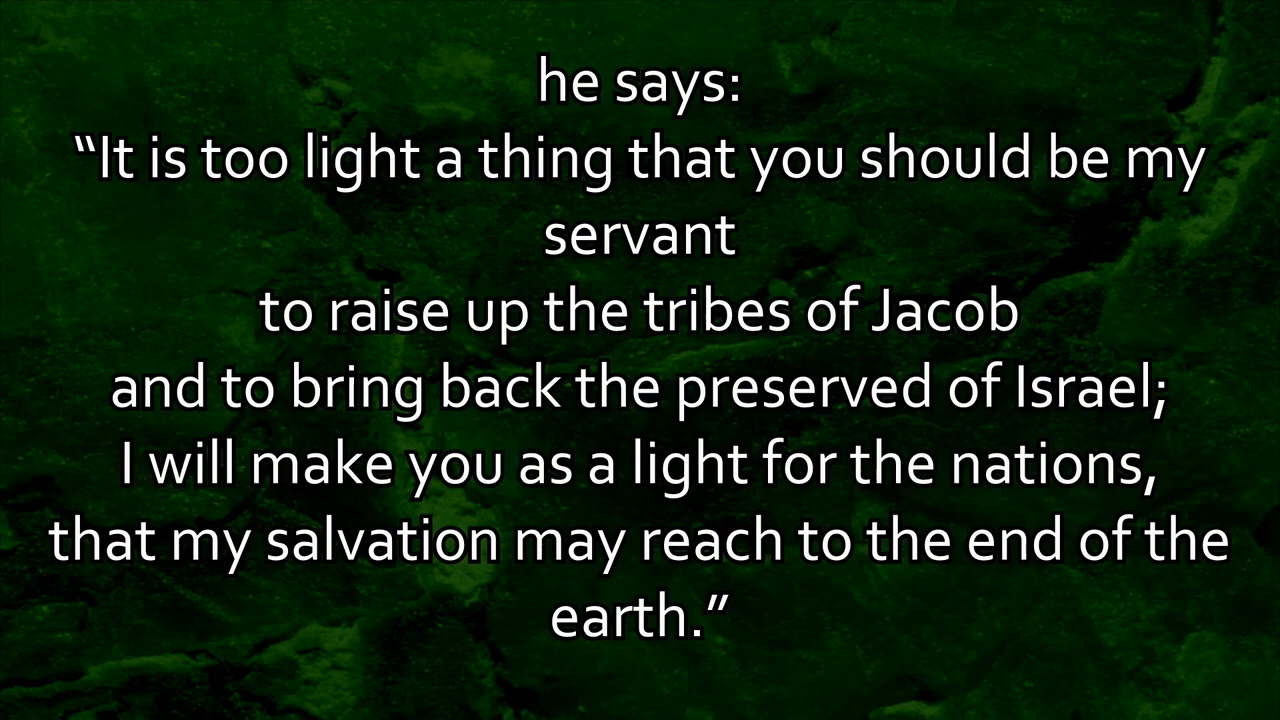 he says:
“It is too light a thing that you should be my
servant
to raise up the tribes of Jacob
and to bring back the preserved of Israel;
I will make you as a light for the nations,
that my salvation may reach to the end of the
earth.”